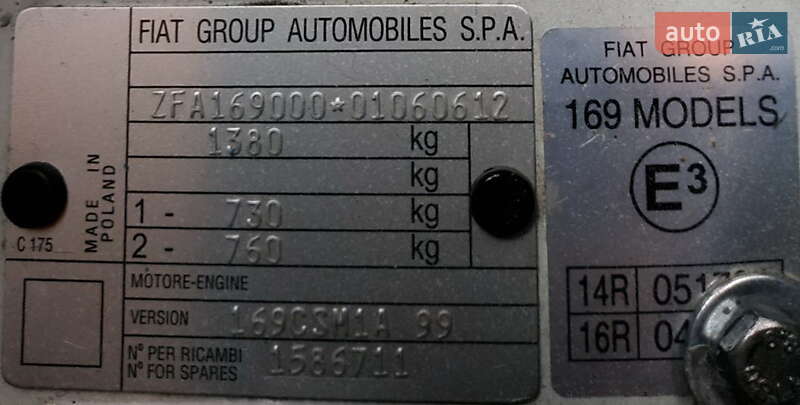 FIAT GROUP AUTOMOBILES S.P.A.
ZFA169000*01060612
1380 kg
kg
1 - 730 kg
2 - 760 kg
MOTORE-ENGINE
VERSION 169CSM1A 99
N° PER RICAMBI
N° FOR SPARES 1586711
MADE IN
POLAND
C 175
auto RIA.com
FIAT GROUP
AUTOMOBILES S.P.A.
169 MODELS
E3
14R
16R